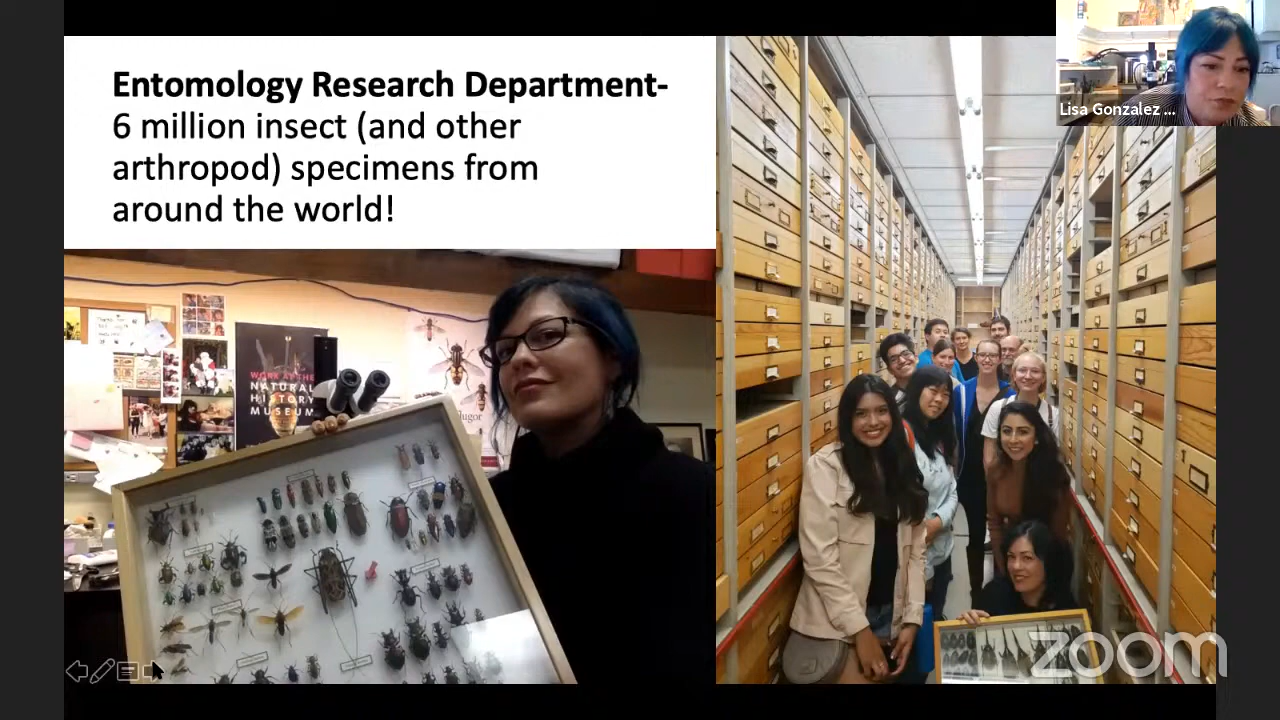 Entomology Research Department-
6 million insect (and other
arthropod) specimens from
around the world!
Lisa Gonzalez ...
WORK AT THE
NATURAL
HISTORY
MUSEUM
zoom